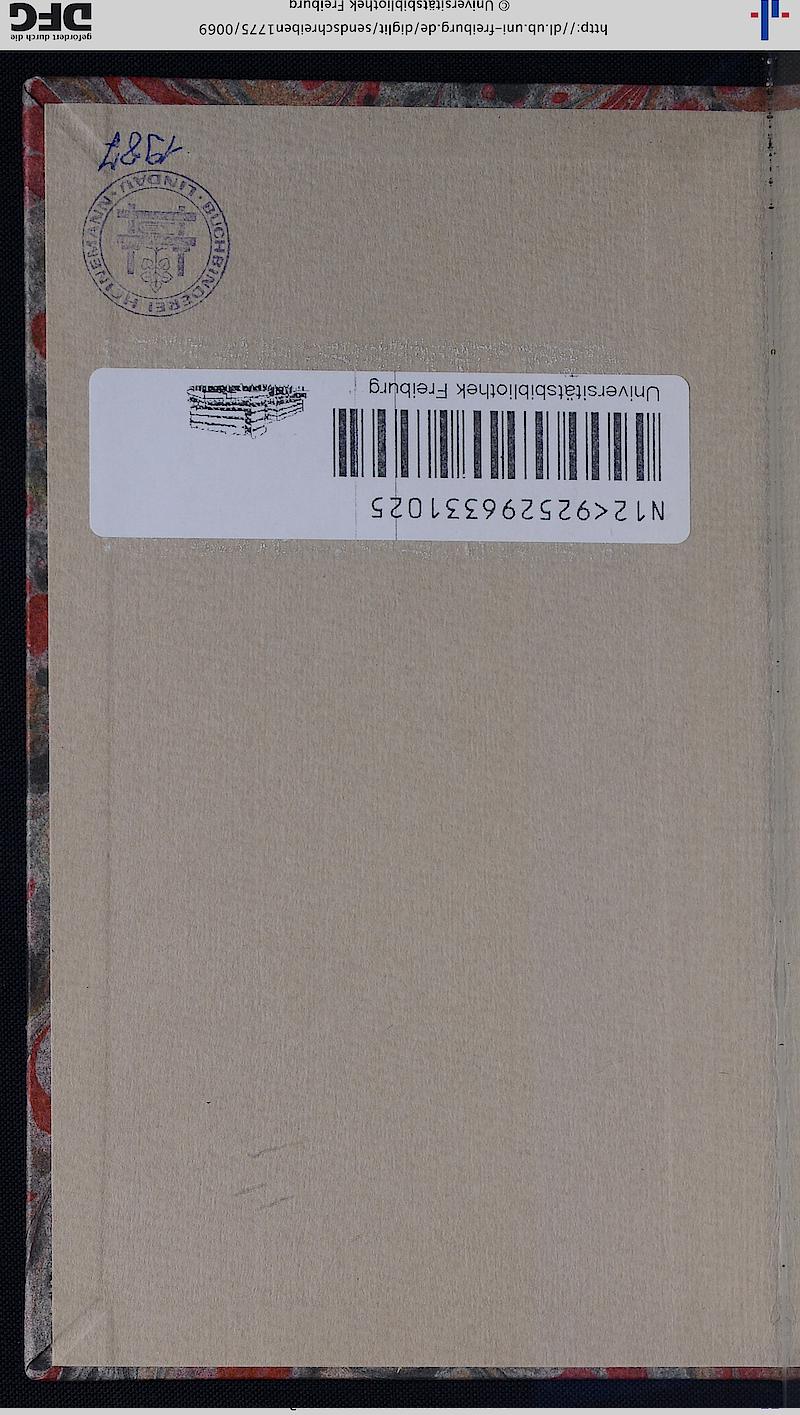 N12<925296331025
Universitätsbibliothek Freiburg
BUCHBINDEREI HEINEMANN · LINDAU ·
1987
http://dl.ub.uni-freiburg.de/diglit/sendschreiben1775/0069
© Universitätsbibliothek Freiburg
gefördert durch die
DFG